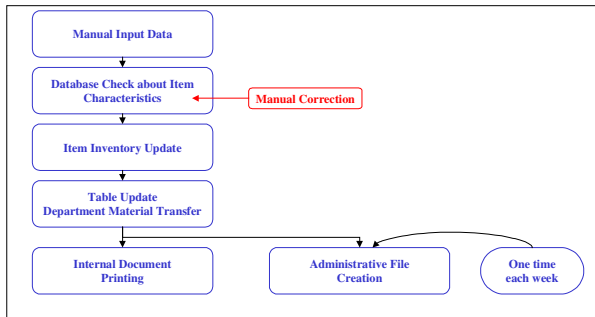 Manual Input Data
Database Check about Item
Characteristics
Manual Correction
Item Inventory Update
Table Update
Department Material Transfer
Internal Document
Printing
Administrative File
Creation
One time
each week